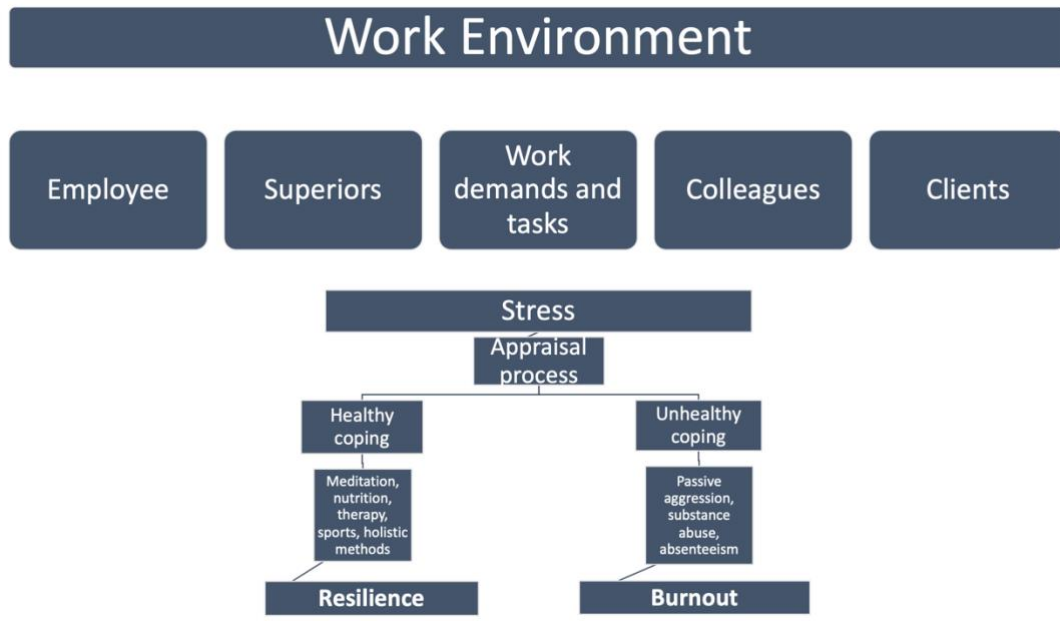 Work Environment
Employee
Superiors
Work
demands and
tasks
Colleagues
Clients
Stress
Appraisal
process
Healthy
coping
Unhealthy
coping
Meditation,
nutrition,
therapy,
sports, holistic
methods
Passive
aggression,
substance
abuse,
absenteeism
Resilience
Burnout